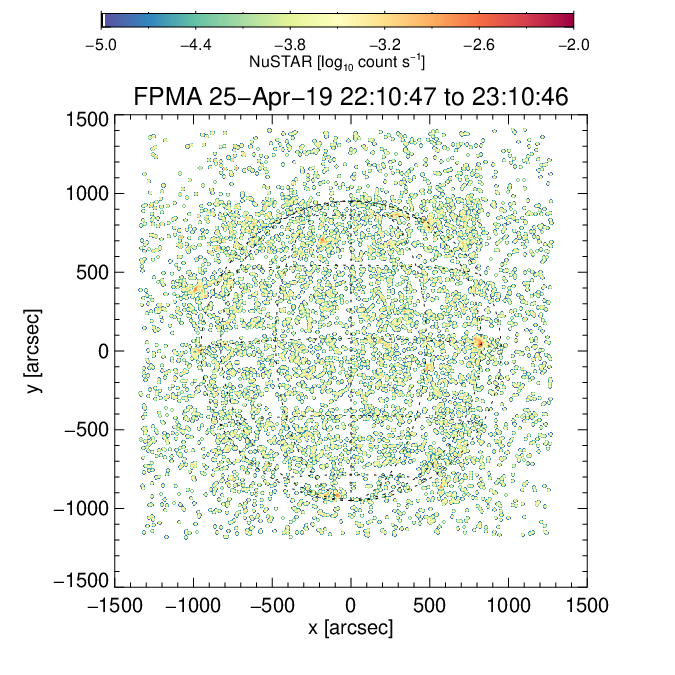 −5.0 −4.4 −3.8 −3.2 −2.6 −2.0
NuSTAR [log₁₀ count s⁻¹]
FPMA 25−Apr−19 22:10:47 to 23:10:46
1500
1000
500
0
−500
−1000
−1500
y [arcsec]
−1500 −1000 −500 0 500 1000 1500
x [arcsec]